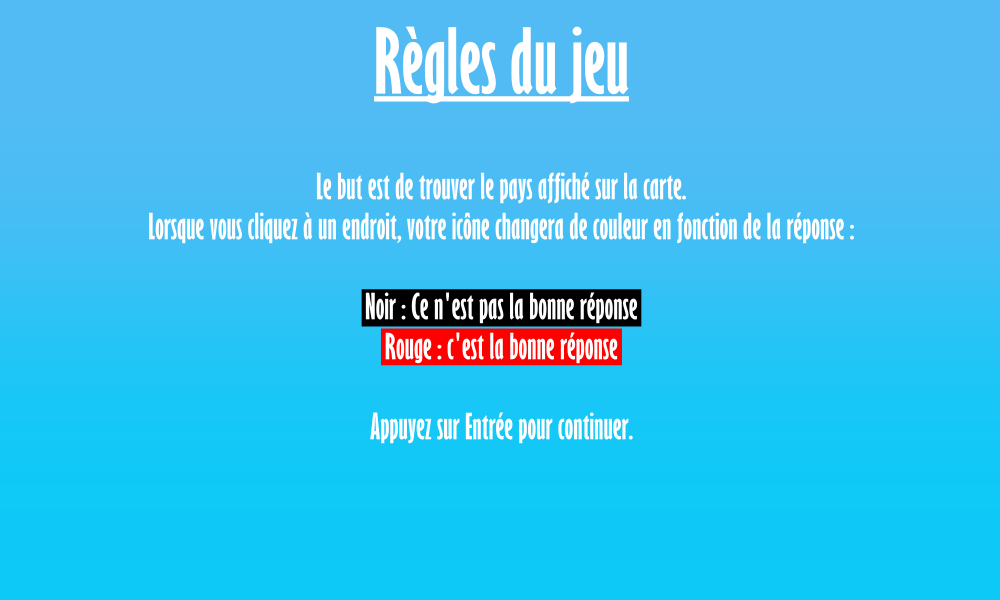 Règles du jeu
Le but est de trouver le pays affiché sur la carte.
Lorsque vous cliquez à un endroit, votre icône changera de couleur en fonction de la réponse :
Noir : Ce n'est pas la bonne réponse
Rouge : c'est la bonne réponse
Appuyez sur Entrée pour continuer.